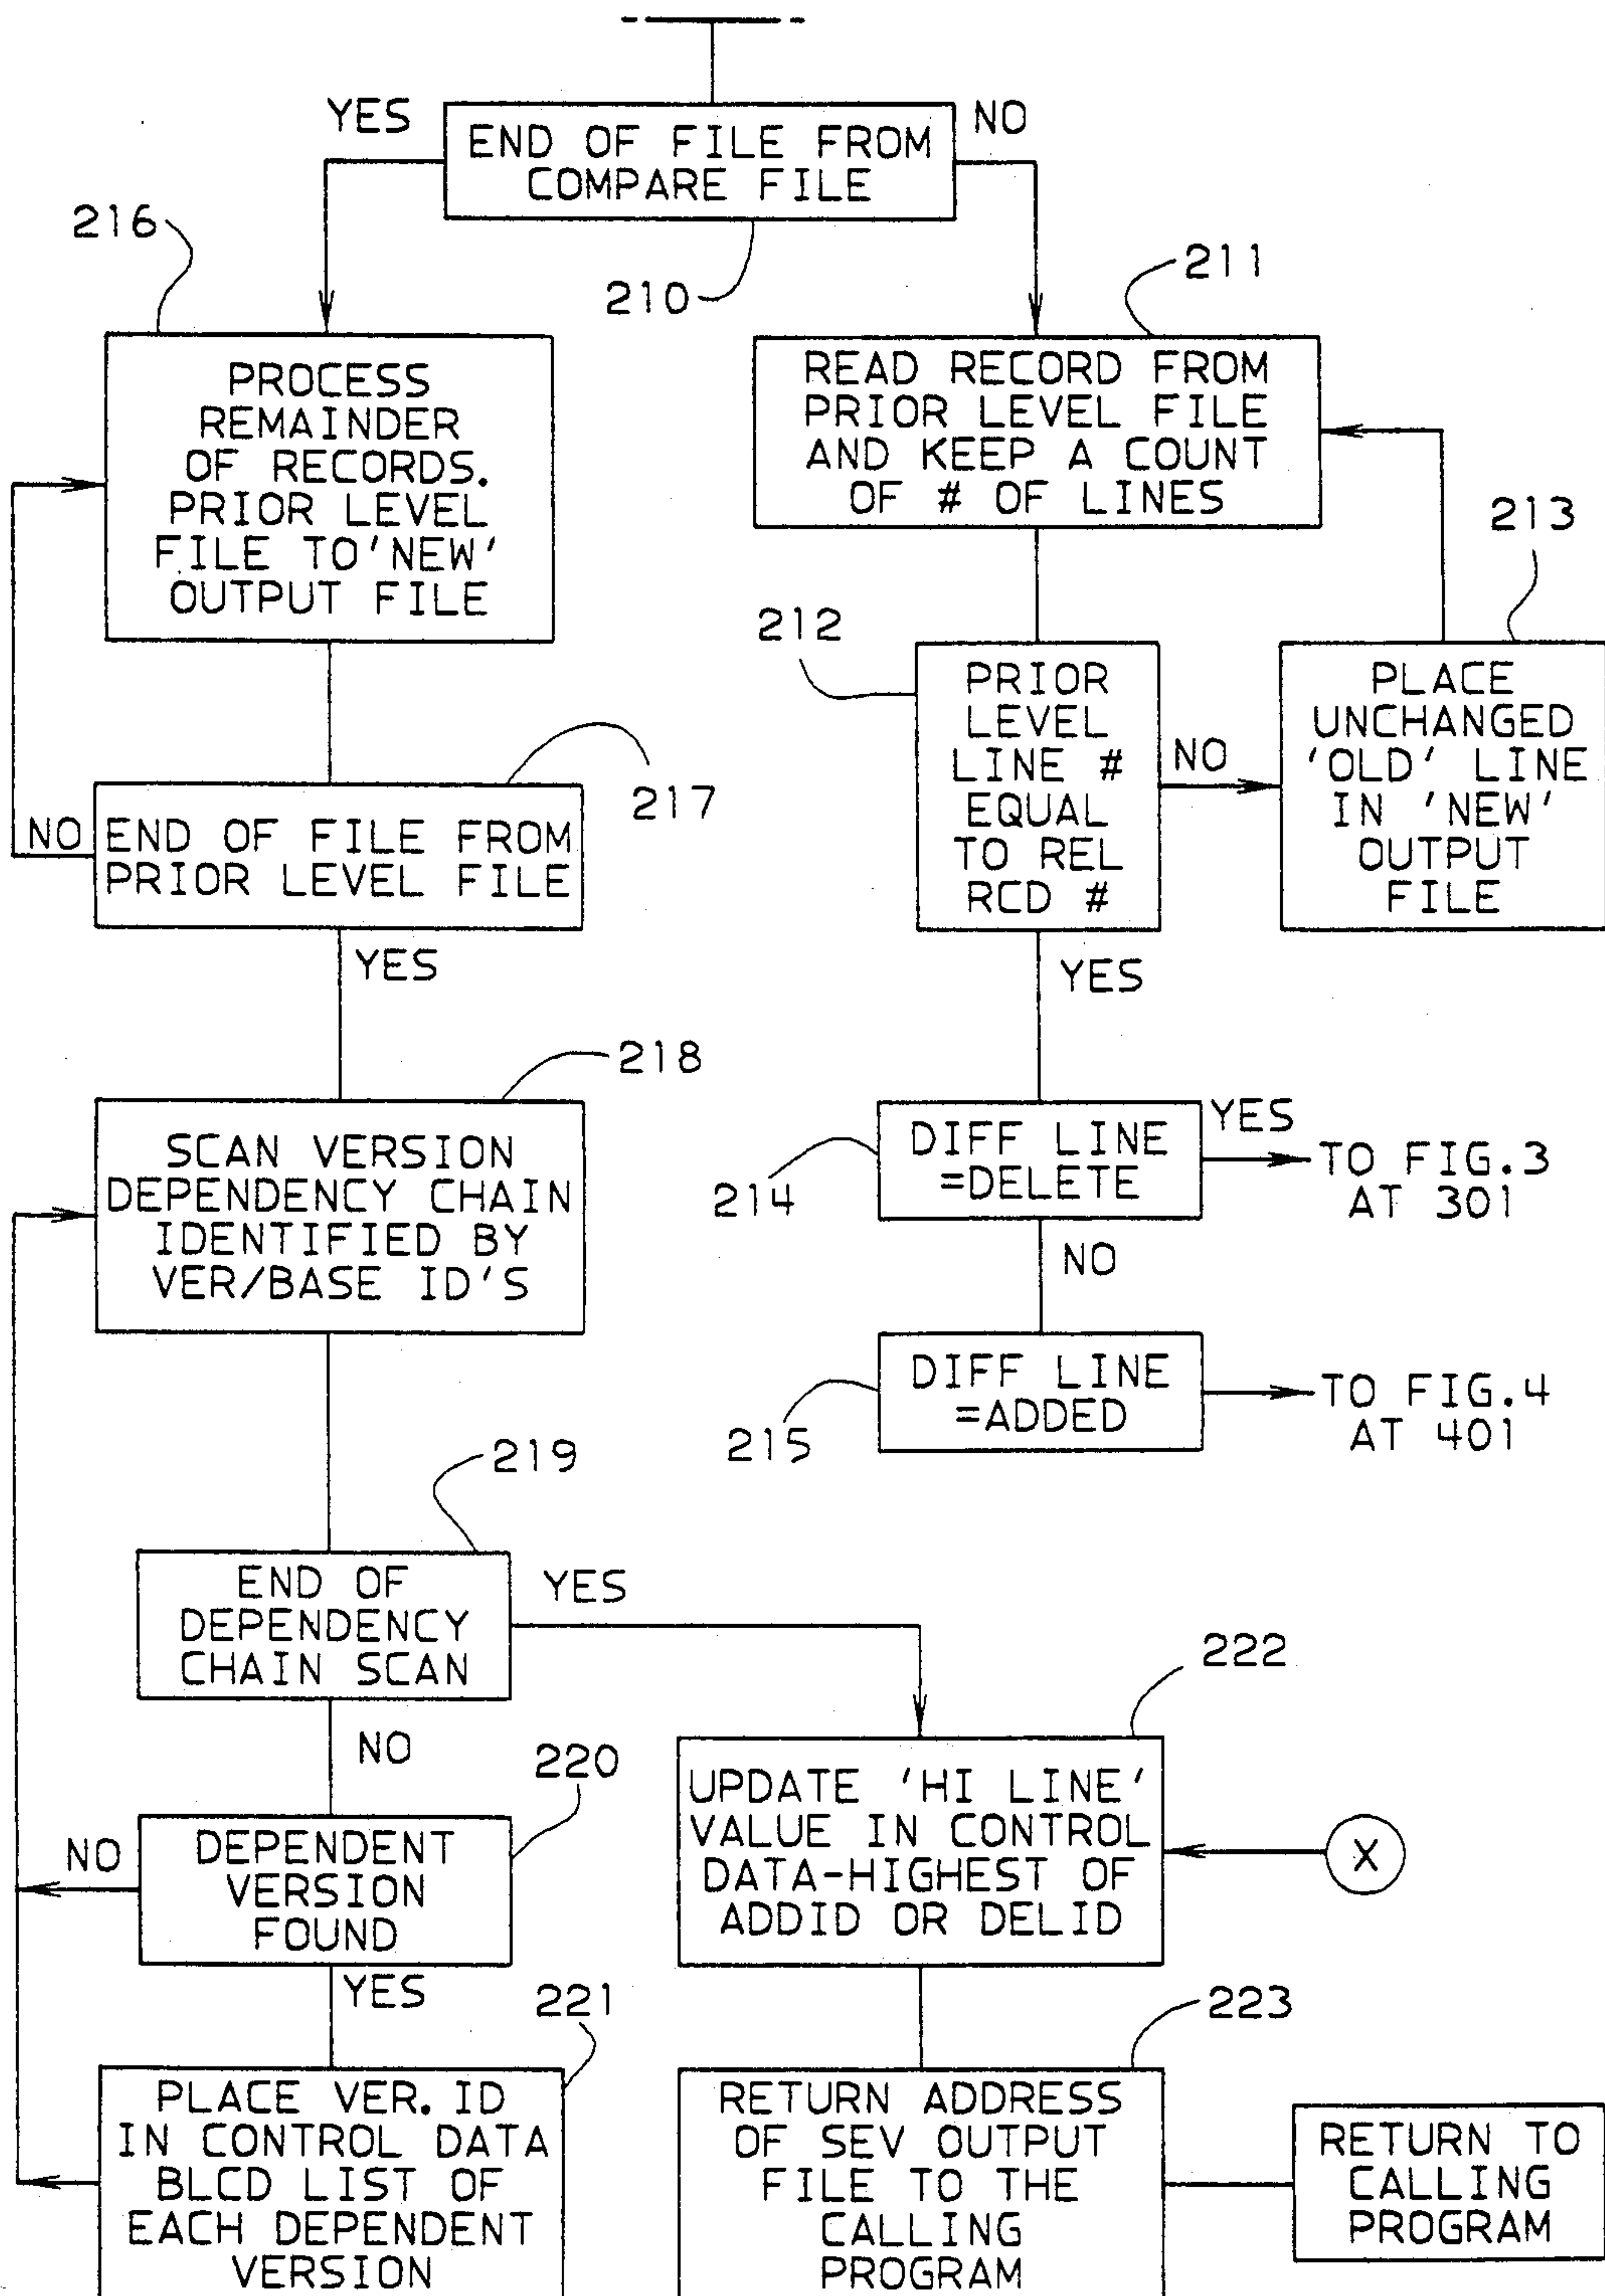 YES
END OF FILE FROM
COMPARE FILE
NO
210
216
PROCESS
REMAINDER
OF RECORDS.
PRIOR LEVEL
FILE TO 'NEW'
OUTPUT FILE
211
READ RECORD FROM
PRIOR LEVEL FILE
AND KEEP A COUNT
OF # OF LINES
212
PRIOR
LEVEL
LINE #
EQUAL
TO REL
RCD #
NO
213
PLACE
UNCHANGED
'OLD' LINE
IN 'NEW'
OUTPUT
FILE
217
NO
END OF FILE FROM
PRIOR LEVEL FILE
YES
YES
218
SCAN VERSION
DEPENDENCY CHAIN
IDENTIFIED BY
VER/BASE ID'S
214
DIFF LINE
=DELETE
YES
TO FIG.3
AT 301
NO
215
DIFF LINE
=ADDED
TO FIG.4
AT 401
219
END OF
DEPENDENCY
CHAIN SCAN
YES
NO
220
DEPENDENT
VERSION
FOUND
NO
YES
222
UPDATE 'HI LINE'
VALUE IN CONTROL
DATA-HIGHEST OF
ADDID OR DELID
X
221
PLACE VER. ID
IN CONTROL DATA
BLCD LIST OF
EACH DEPENDENT
VERSION
223
RETURN ADDRESS
OF SEV OUTPUT
FILE TO THE
CALLING
PROGRAM
RETURN TO
CALLING
PROGRAM